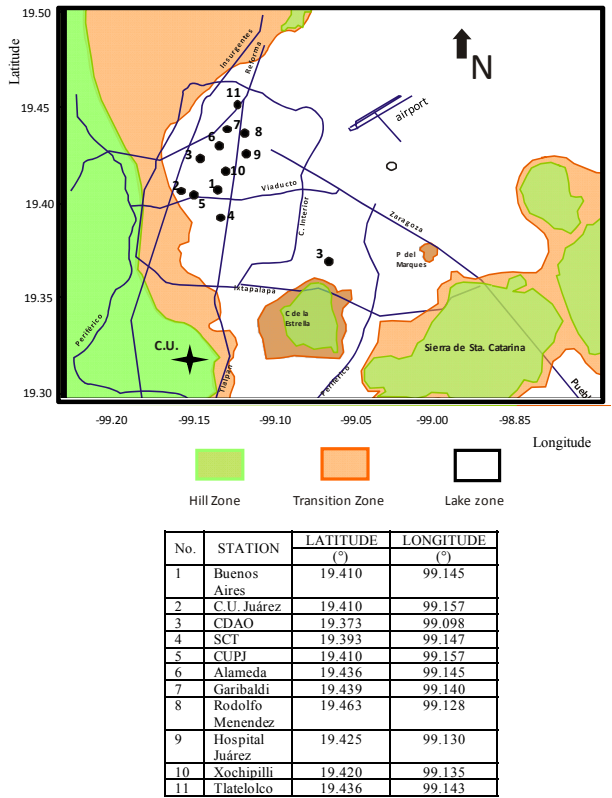 19.50
Latitude
19.45
19.40
19.35
19.30
Insurgentes
Reforma
N
airport
11
7
8
6
3
9
10
2
1
5
4
Viaducto
C. Interior
Zaragoza
3
P del
Marques
Ixtapalapa
C de la
Estrella
Periférico
C.U.
Tlalpan
Periferico
Sierra de Sta. Catarina
Puebl
-99.20
-99.15
-99.10
-99.05
-99.00
-98.85
Longitude
Hill Zone
Transition Zone
Lake zone
No. STATION LATITUDE LONGITUDE
(°) (°)
1 Buenos 19.410 99.145
Aires
2 C.U. Juárez 19.410 99.157
3 CDAO 19.373 99.098
4 SCT 19.393 99.147
5 CUPJ 19.410 99.157
6 Alameda 19.436 99.145
7 Garibaldi 19.439 99.140
8 Rodolfo 19.463 99.128
Menendez
9 Hospital 19.425 99.130
Juárez
10 Xochipilli 19.420 99.135
11 Tlatelolco 19.436 99.143